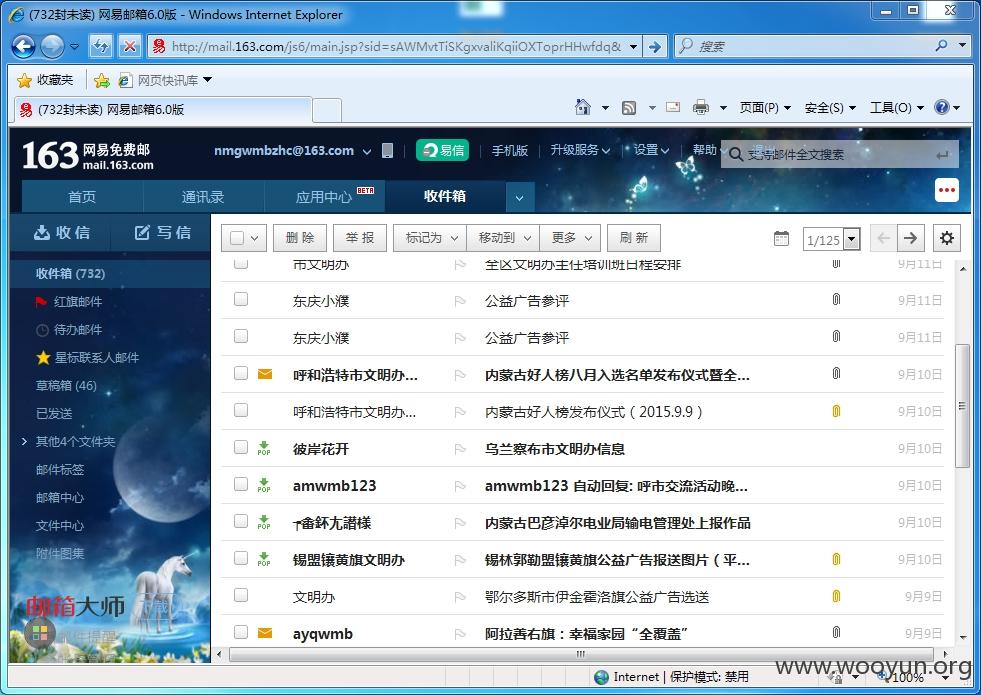 (732封未读) 网易邮箱6.0版 - Windows Internet Explorer
http://mail.163.com/js6/main.jsp?sid=sAWMvtTiSKgxvaliKqiiOXToprHHwfdq&
搜索
收藏夹 网页快讯库
(732封未读) 网易邮箱6.0版
页面(P) 安全(S) 工具(O)
163 网易免费邮
mail.163.com
nmgwmbzhc@163.com
易信 手机版 升级服务 设置 帮助
支持邮件全文搜索
首页 通讯录 应用中心 BETA 收件箱
收信 写信
删 除 举 报 标记为 移动到 更多 刷 新 1/125
收件箱 (732)
红旗邮件
待办邮件
星标联系人邮件
草稿箱 (46)
已发送
其他4个文件夹
邮件标签
邮箱中心
文件中心
附件图集
邮箱大师 下载
市文明办 全区文明办主任培训班日程安排 9月11日
东庆小濮 公益广告参评 9月11日
东庆小濮 公益广告参评 9月11日
呼和浩特市文明办... 内蒙古好人榜八月入选名单发布仪式暨全... 9月10日
呼和浩特市文明办... 内蒙古好人榜发布仪式（2015.9.9） 9月10日
POP 彼岸花开 乌兰察布市文明办信息 9月10日
POP amwmb123 amwmb123 自动回复: 呼市交流活动晚... 9月10日
POP 内蒙古巴彦淖尔电业局输电管理处上报作品 9月10日
POP 锡盟镶黄旗文明办 锡林郭勒盟镶黄旗公益广告报送图片（平... 9月10日
文明办 鄂尔多斯市伊金霍洛旗公益广告选送 9月9日
ayqwmb 阿拉善右旗：幸福家园“全覆盖” 9月9日
Internet | 保护模式: 禁用
100%
www.wooyun.org